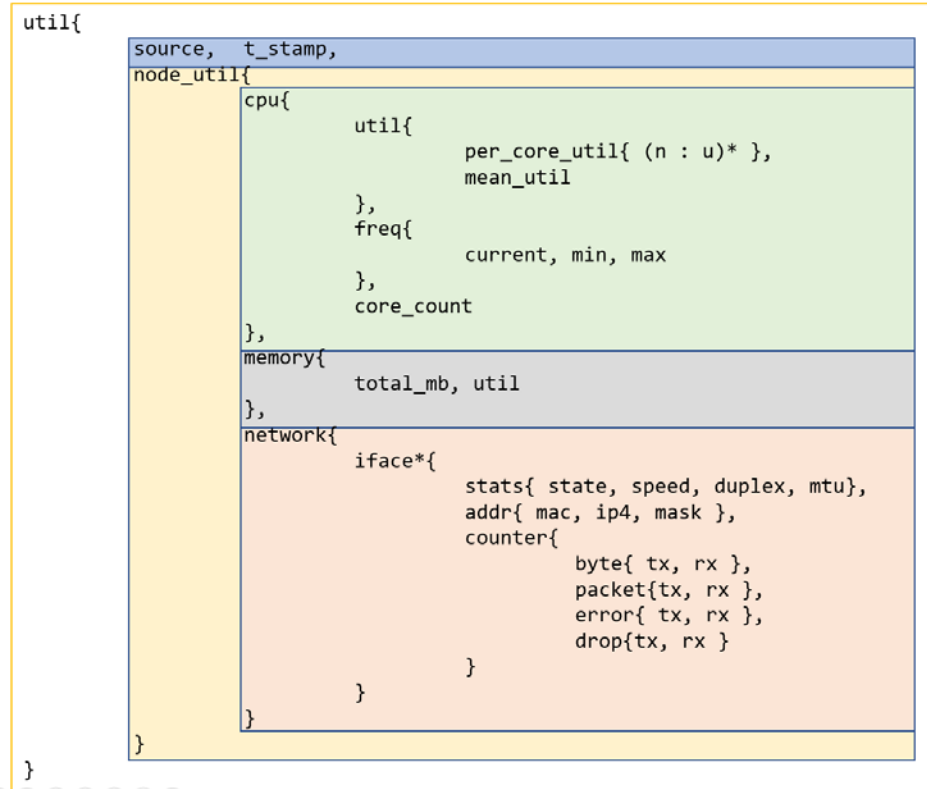 util{
source, t_stamp,
node_util{
cpu{
util{
per_core_util{ (n : u)* },
mean_util
},
freq{
current, min, max
},
core_count
},
memory{
total_mb, util
},
network{
iface*{
stats{ state, speed, duplex, mtu},
addr{ mac, ip4, mask },
counter{
byte{ tx, rx },
packet{tx, rx },
error{ tx, rx },
drop{tx, rx }
}
}
}
}
}